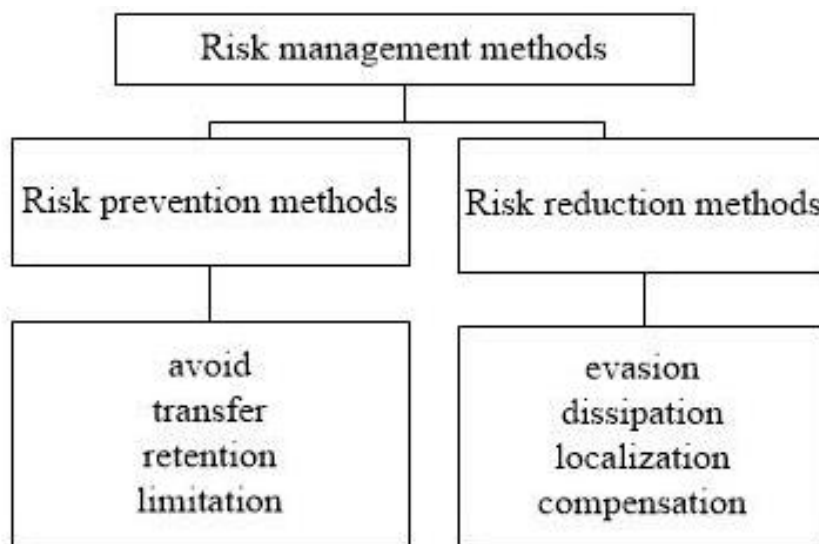 Risk management methods
Risk prevention methods
Risk reduction methods
avoid
transfer
retention
limitation
evasion
dissipation
localization
compensation